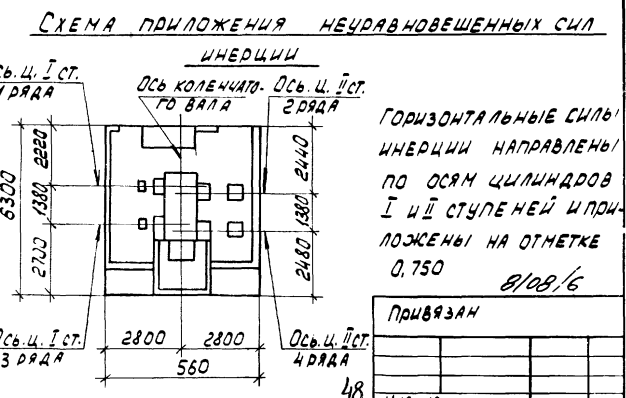 СХЕМА ПРИЛОЖЕНИЯ НЕУРАВНОВЕШЕННЫХ СИЛ
ИНЕРЦИИ
Ось.ц. I ст.
1 РЯДА
Ось коленчато-
го вала
Ось.ц. II ст.
2 РЯДА
6300
2220
1380
2700
2440
1380
2480
Ось.ц. I ст.
3 РЯДА
2800
2800
560
Ось.ц. II ст.
4 РЯДА
ГОРИЗОНТАЛЬНЫЕ СИЛЫ
ИНЕРЦИИ НАПРАВЛЕНЫ
ПО ОСЯМ ЦИЛИНДРОВ
I и II СТУПЕНЕЙ И ПРИ-
ЛОЖЕНЫ НА ОТМЕТКЕ
0,750
8108/6
ПРИВЯЗАН
48